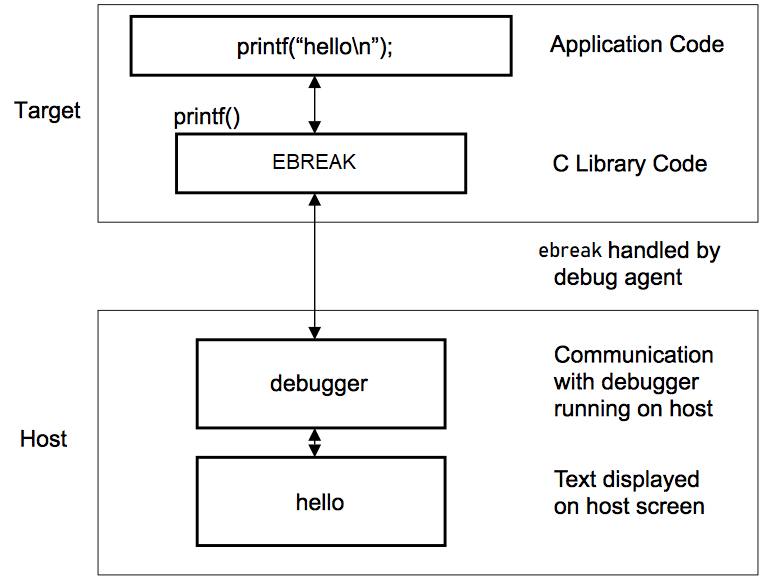 printf(“hello\n”);
Application Code
Target
printf()
EBREAK
C Library Code
ebreak handled by
debug agent
debugger
Communication
with debugger
running on host
Host
hello
Text displayed
on host screen